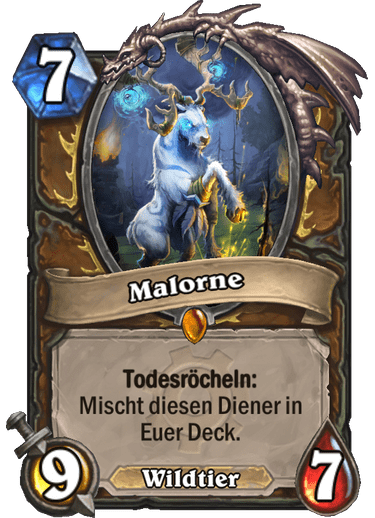 7
Malorne
Todesröcheln:
Mischt diesen Diener in
Euer Deck.
9
Wildtier
7